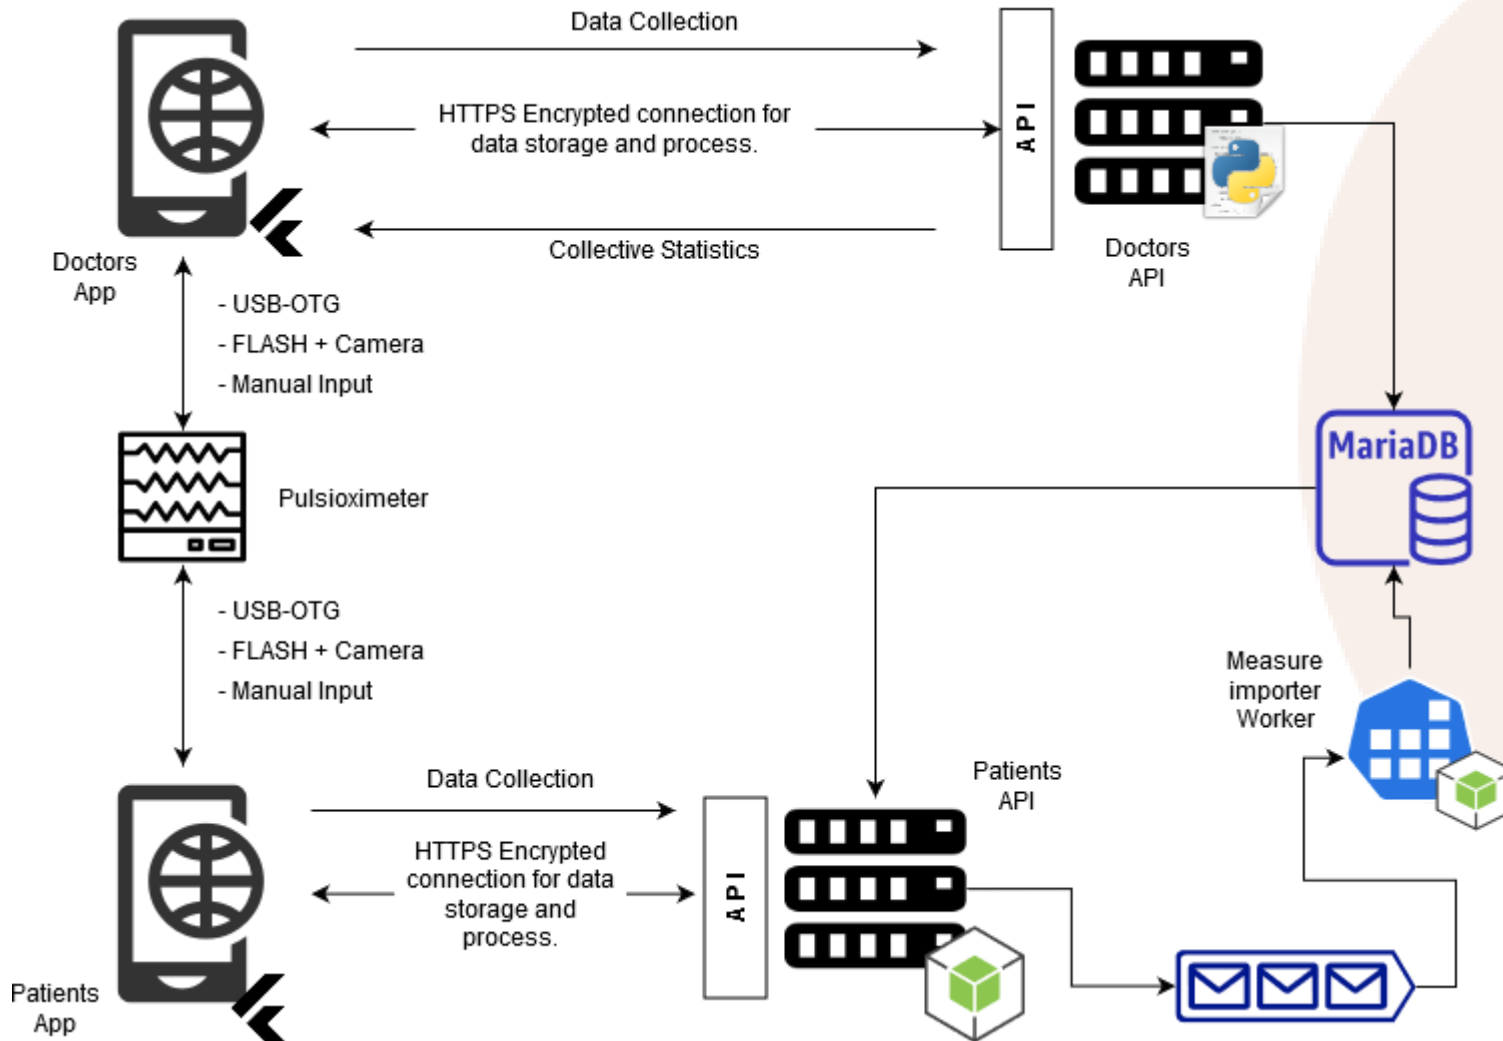 Data Collection
HTTPS Encrypted connection for
data storage and process.
Collective Statistics
API
Doctors
API
Doctors
App
- USB-OTG
- FLASH + Camera
- Manual Input
MariaDB
Pulsioximeter
- USB-OTG
- FLASH + Camera
- Manual Input
Measure
importer
Worker
Data Collection
HTTPS Encrypted
connection for data
storage and
process.
API
Patients
API
Patients
App